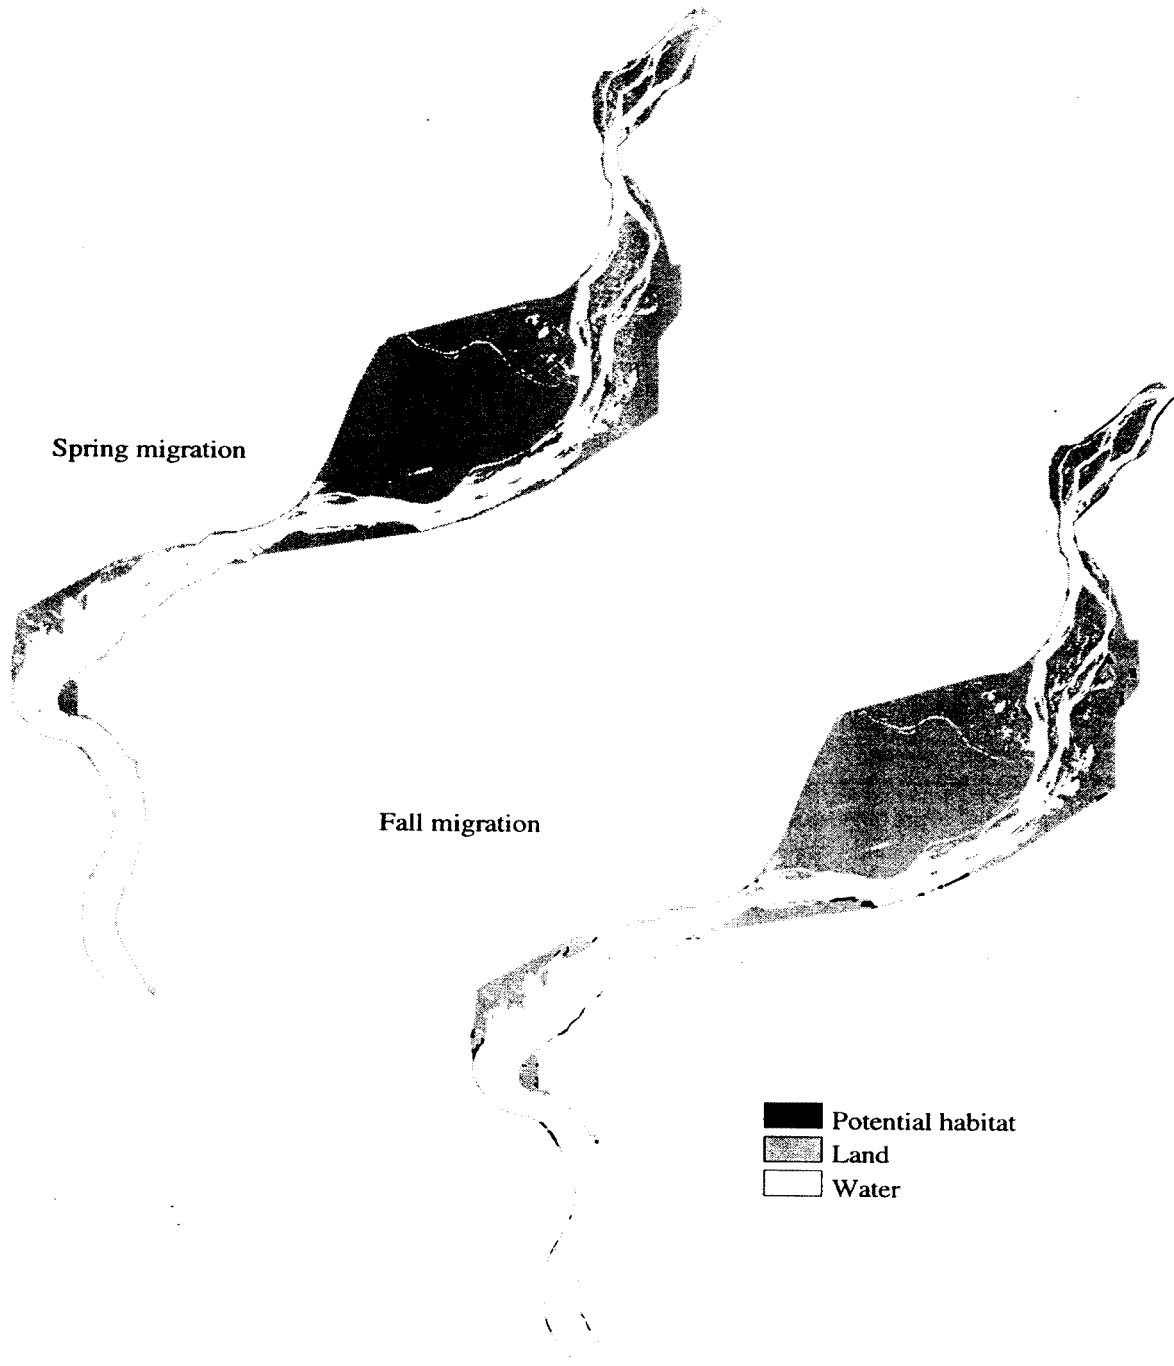 Spring migration
Fall migration
Potential habitat
Land
Water